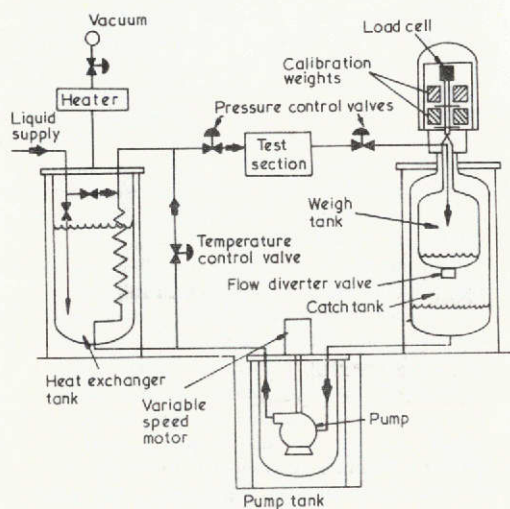 Vacuum
Load cell
Calibration
weights
Heater
Liquid
supply
Pressure control valves
Test
section
Weigh
tank
Temperature
control valve
Flow diverter valve
Catch tank
Heat exchanger
tank
Variable
speed
motor
Pump
Pump tank